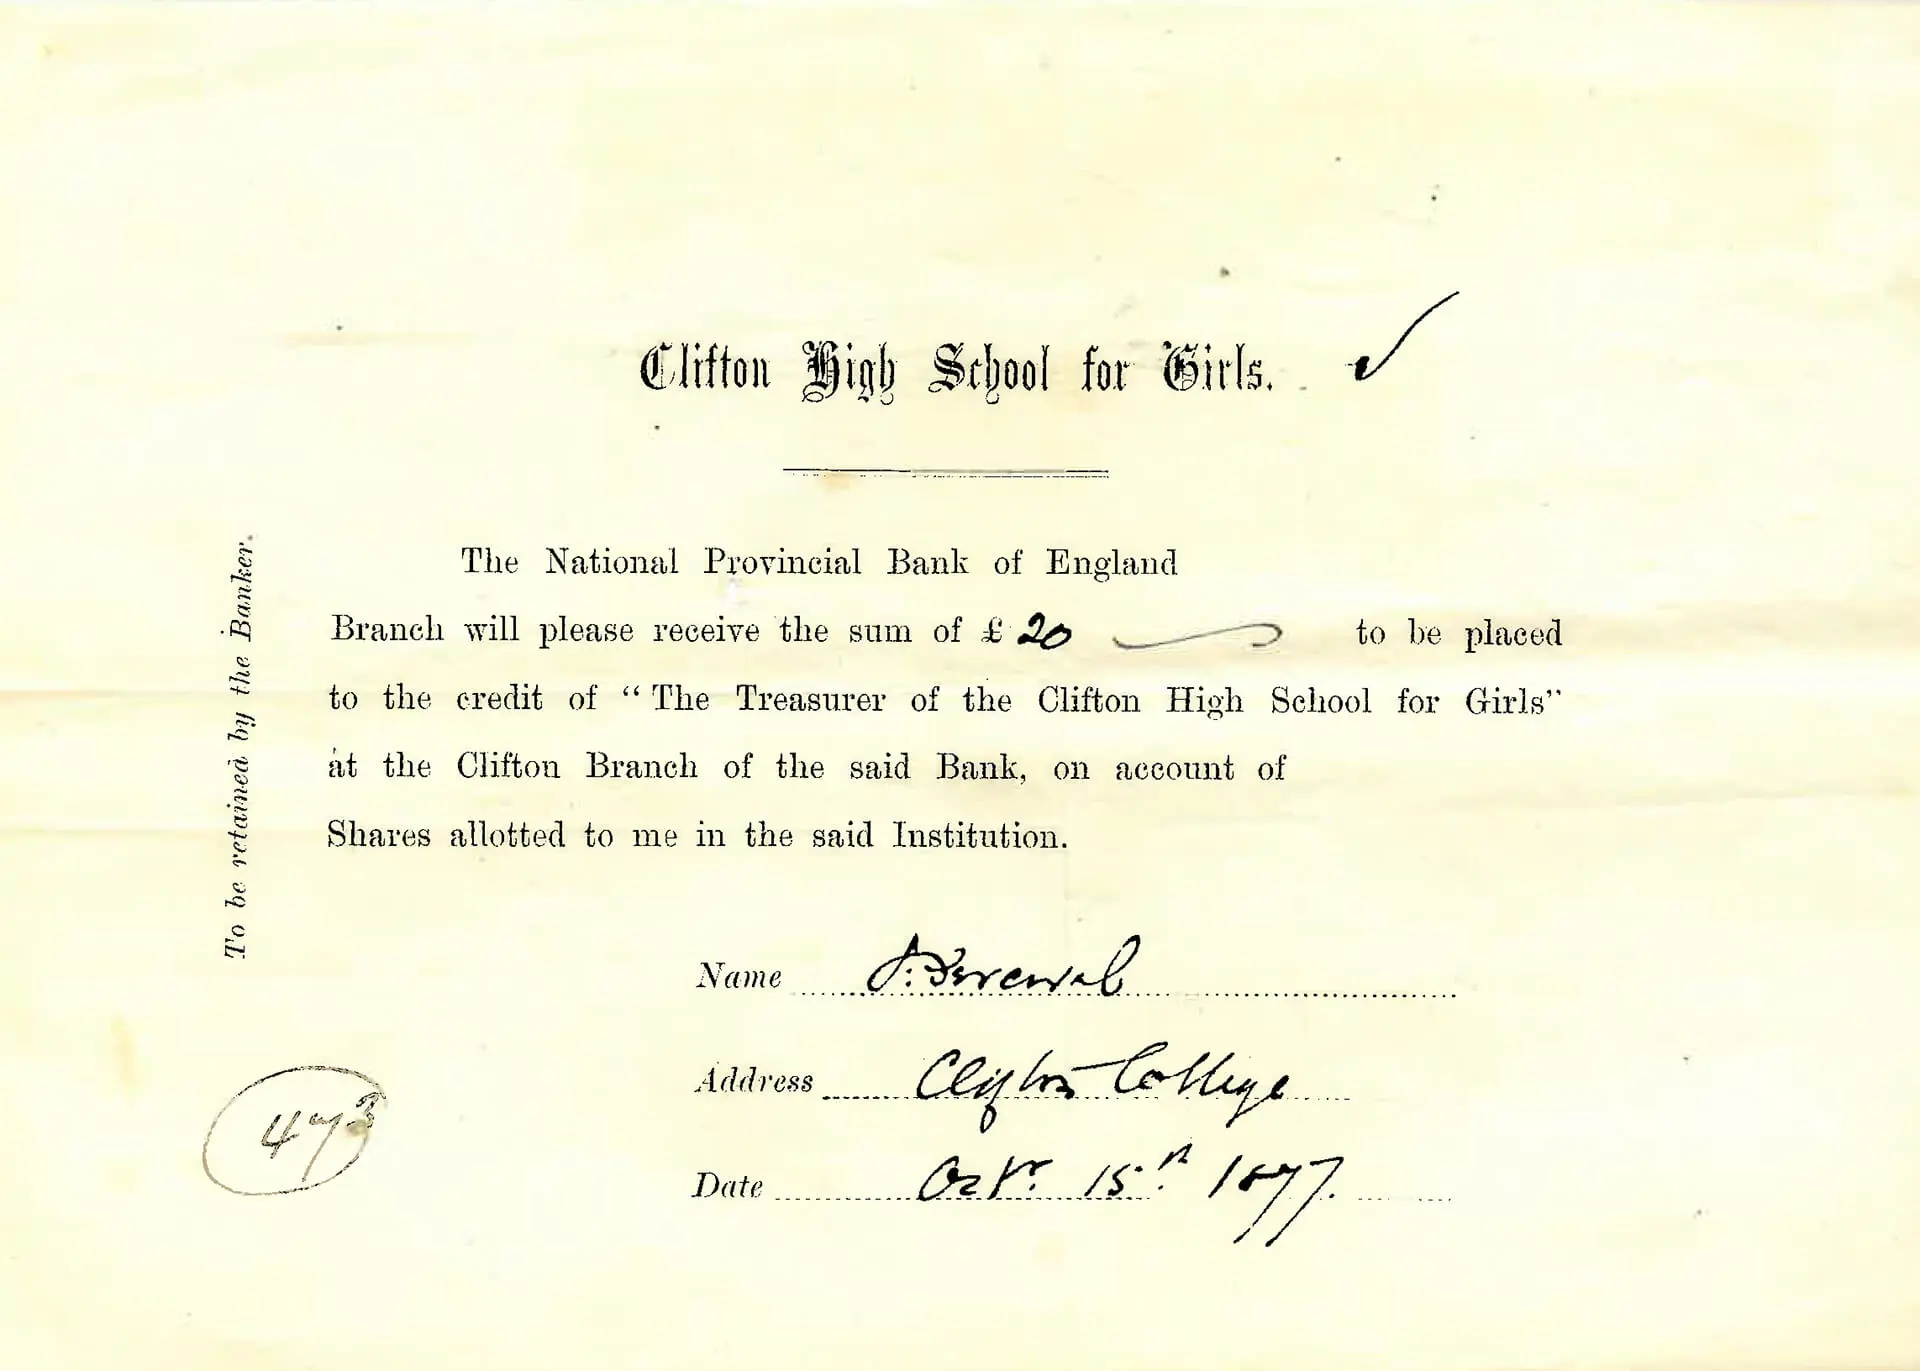 Clifton High School for Girls.
To be retained by the Banker.
The National Provincial Bank of England
Branch will please receive the sum of £ 20 to be placed
to the credit of “The Treasurer of the Clifton High School for Girls”
at the Clifton Branch of the said Bank, on account of
Shares allotted to me in the said Institution.
Name J. Percival
Address Clifton College
Date Octr. 15th. 1877.
473